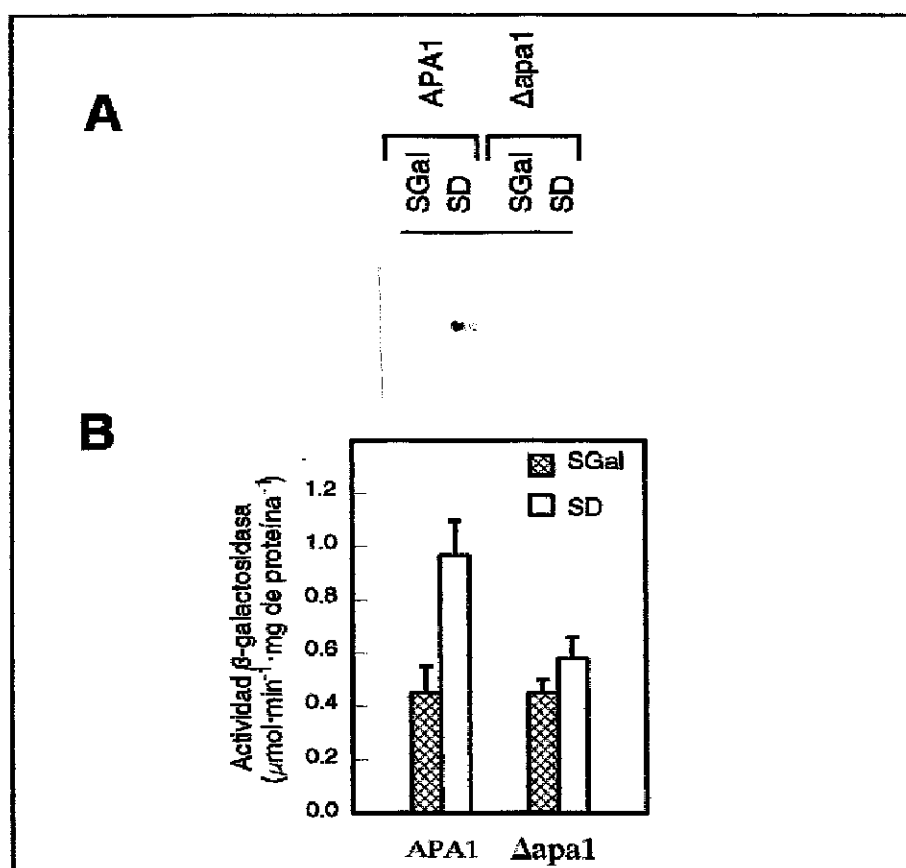 A
APA1 Δapa1
SGal SD SGal SD
B
Actividad β-galactosidasa
(μmol·min⁻¹·mg de proteína⁻¹)
SGal
SD
1.2
1.0
0.8
0.6
0.4
0.2
0.0
APA1 Δapa1